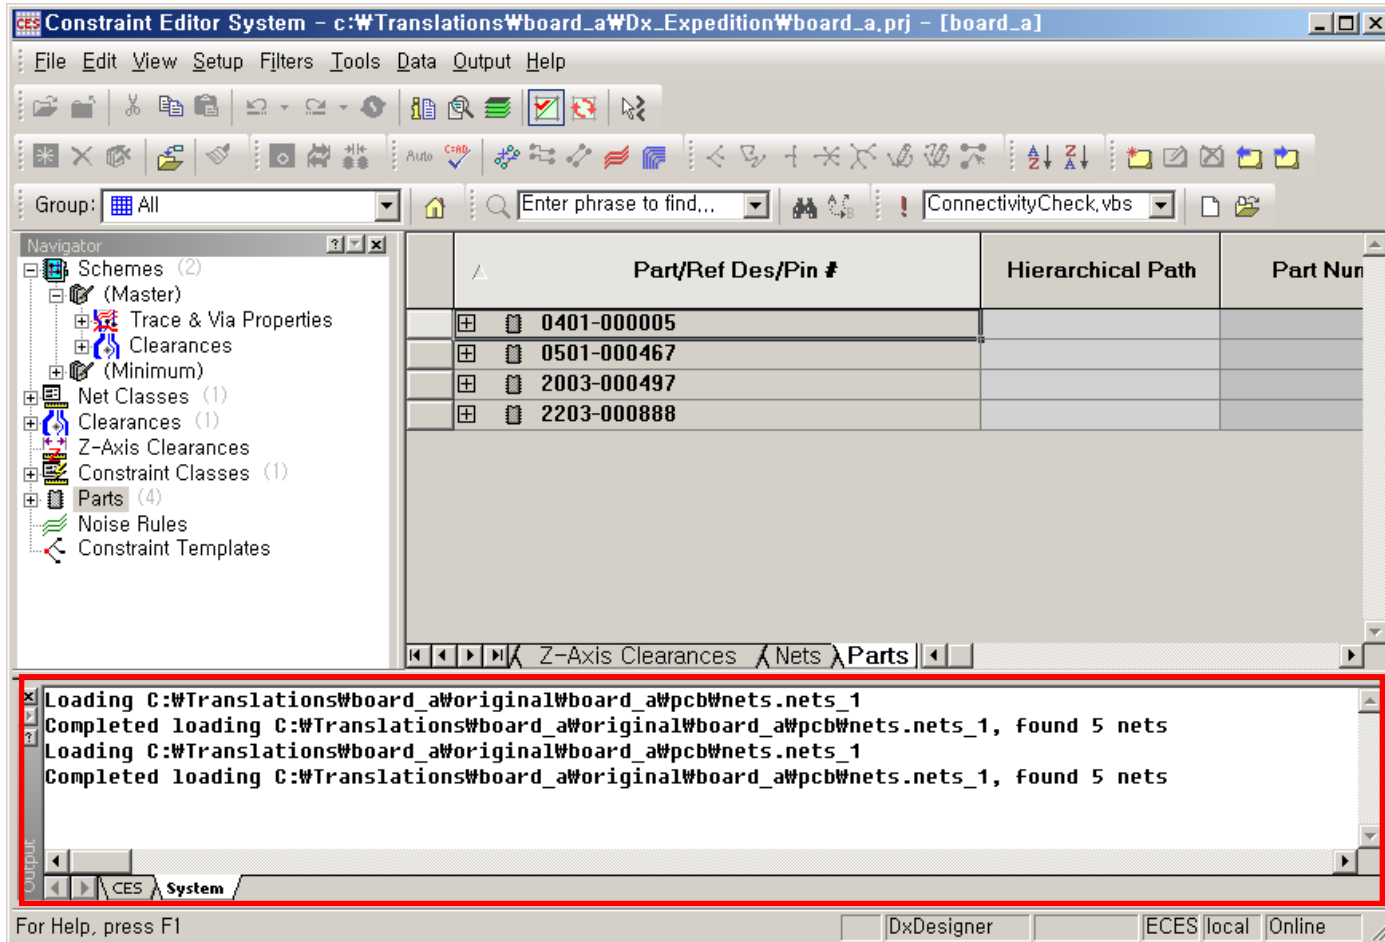 CES Constraint Editor System - c:₩Translations₩board_a₩Dx_Expedition₩board_a.prj - [board_a]
File Edit View Setup Filters Tools Data Output Help
Auto
Group: All Enter phrase to find... ConnectivityCheck.vbs
Navigator
Schemes (2)
(Master)
Trace & Via Properties
Clearances
(Minimum)
Net Classes (1)
Clearances (1)
Z-Axis Clearances
Constraint Classes (1)
Parts (4)
Noise Rules
Constraint Templates
Part/Ref Des/Pin # Hierarchical Path Part Num
0401-000005
0501-000467
2003-000497
2203-000888
Z-Axis Clearances Nets Parts
Loading C:₩Translations₩board_a₩original₩board_a₩pcb₩nets.nets_1
Completed loading C:₩Translations₩board_a₩original₩board_a₩pcb₩nets.nets_1, found 5 nets
Loading C:₩Translations₩board_a₩original₩board_a₩pcb₩nets.nets_1
Completed loading C:₩Translations₩board_a₩original₩board_a₩pcb₩nets.nets_1, found 5 nets
Output
CES System
For Help, press F1 DxDesigner ECES local Online